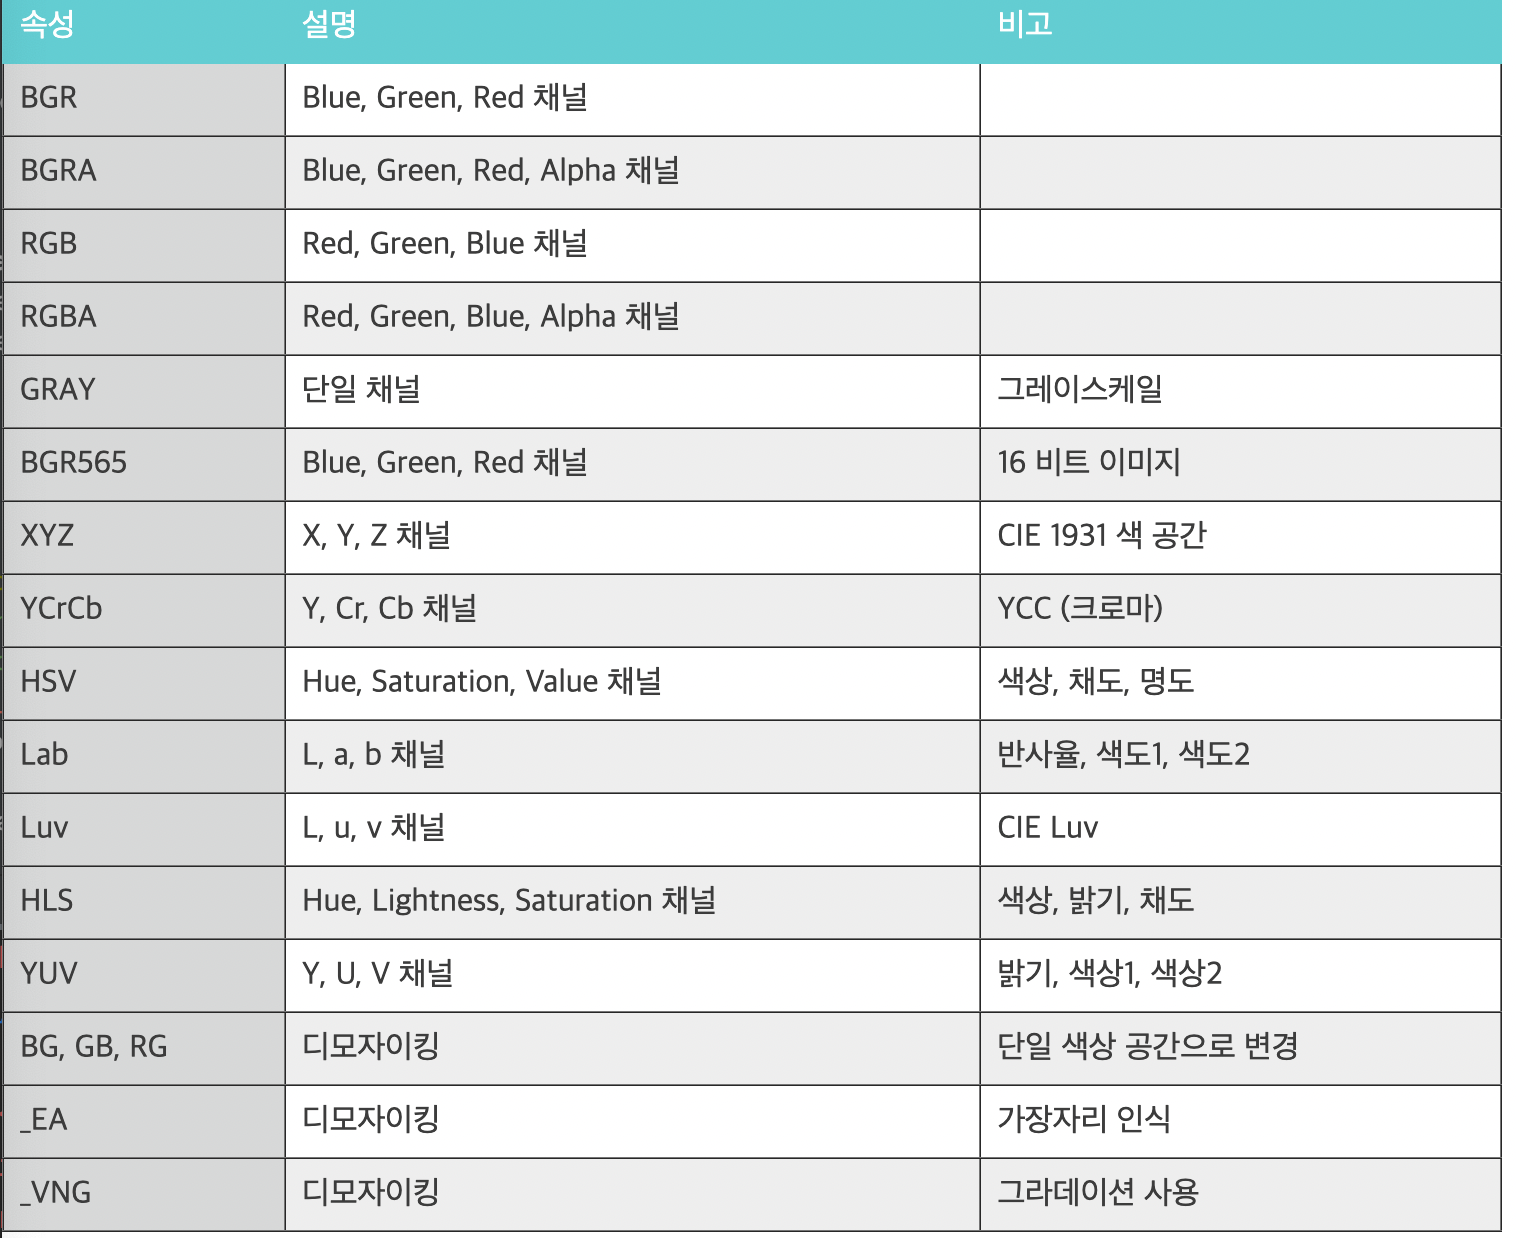 속성 설명 비고
BGR Blue, Green, Red 채널
BGRA Blue, Green, Red, Alpha 채널
RGB Red, Green, Blue 채널
RGBA Red, Green, Blue, Alpha 채널
GRAY 단일 채널 그레이스케일
BGR565 Blue, Green, Red 채널 16 비트 이미지
XYZ X, Y, Z 채널 CIE 1931 색 공간
YCrCb Y, Cr, Cb 채널 YCC (크로마)
HSV Hue, Saturation, Value 채널 색상, 채도, 명도
Lab L, a, b 채널 반사율, 색도1, 색도2
Luv L, u, v 채널 CIE Luv
HLS Hue, Lightness, Saturation 채널 색상, 밝기, 채도
YUV Y, U, V 채널 밝기, 색상1, 색상2
BG, GB, RG 디모자이킹 단일 색상 공간으로 변경
_EA 디모자이킹 가장자리 인식
_VNG 디모자이킹 그라데이션 사용